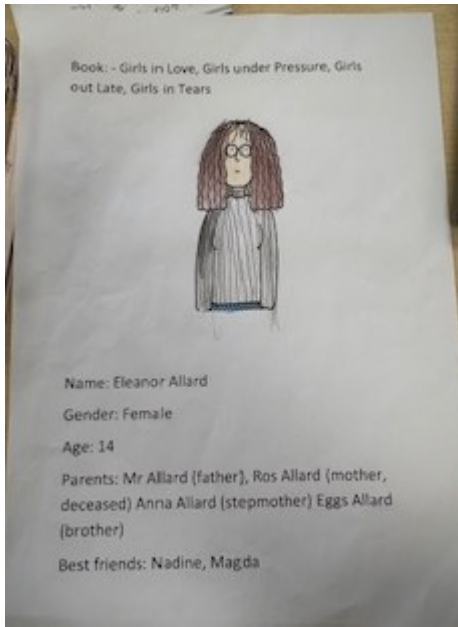 Book: - Girls in Love, Girls under Pressure, Girls
out Late, Girls in Tears
Name: Eleanor Allard
Gender: Female
Age: 14
Parents: Mr Allard (father), Ros Allard (mother,
deceased) Anna Allard (stepmother) Eggs Allard
(brother)
Best friends: Nadine, Magda